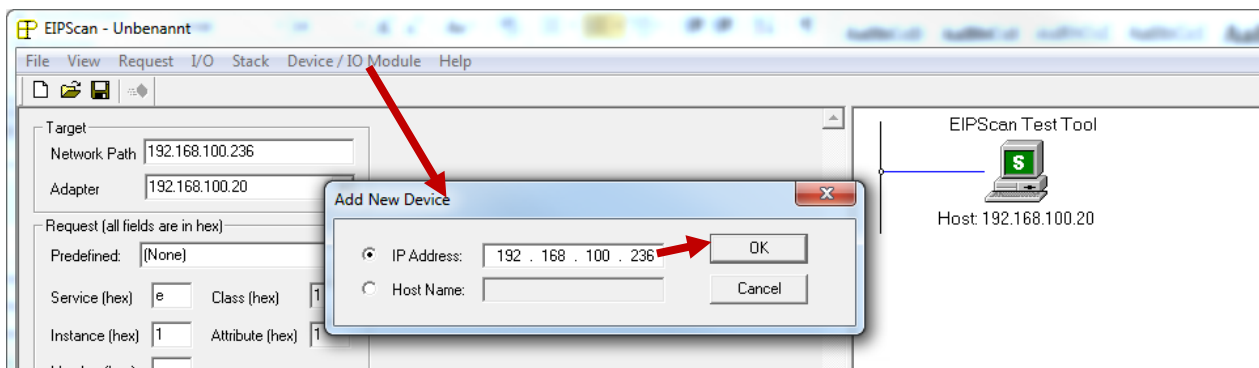 EIPScan - Unbenannt
File View Request I/O Stack Device / IO Module Help
Target
Network Path 192.168.100.236
Adapter 192.168.100.20
Request (all fields are in hex)
Predefined: (None)
Service (hex) e Class (hex) 1
Instance (hex) 1 Attribute (hex) 1
Add New Device
IP Address: 192 . 168 . 100 . 236 OK
Host Name: Cancel
EIPScan Test Tool
S
Host: 192.168.100.20